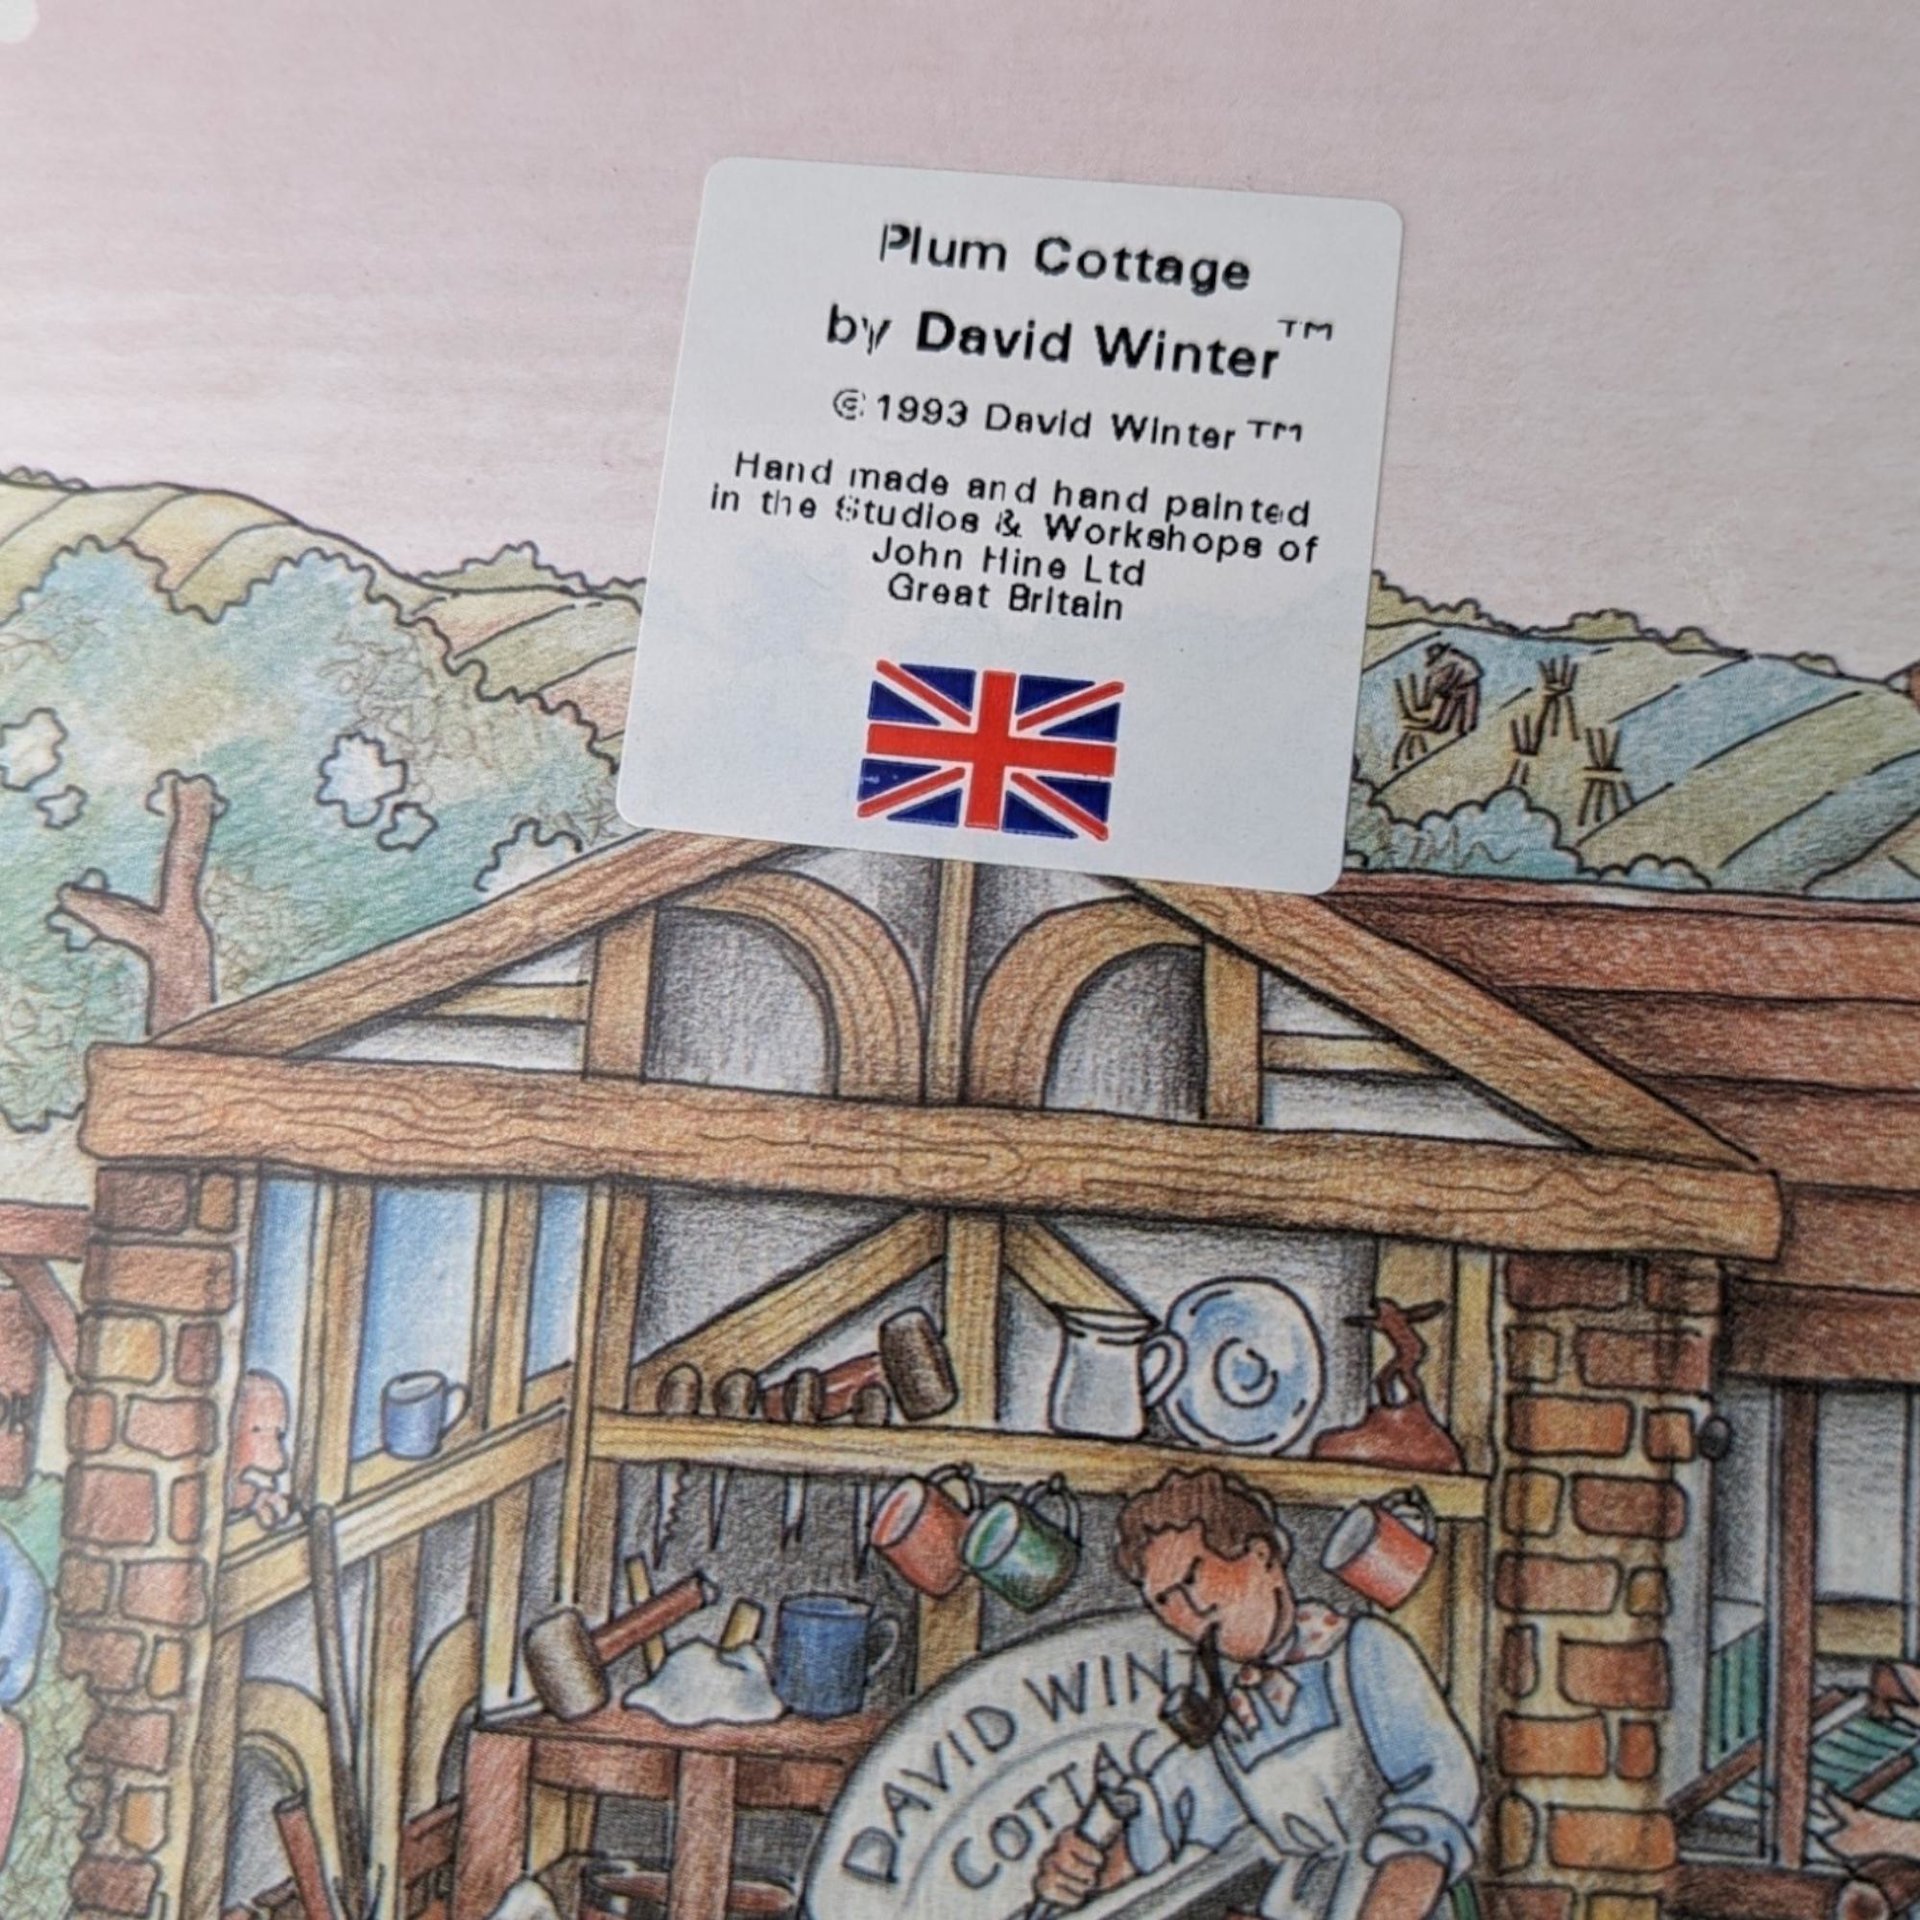 Plum Cottage
by David Winter™
© 1993 David Winter™
Hand made and hand painted
in the Studios & Workshops of
John Hine Ltd
Great Britain
DAVID WINT
COTTAG